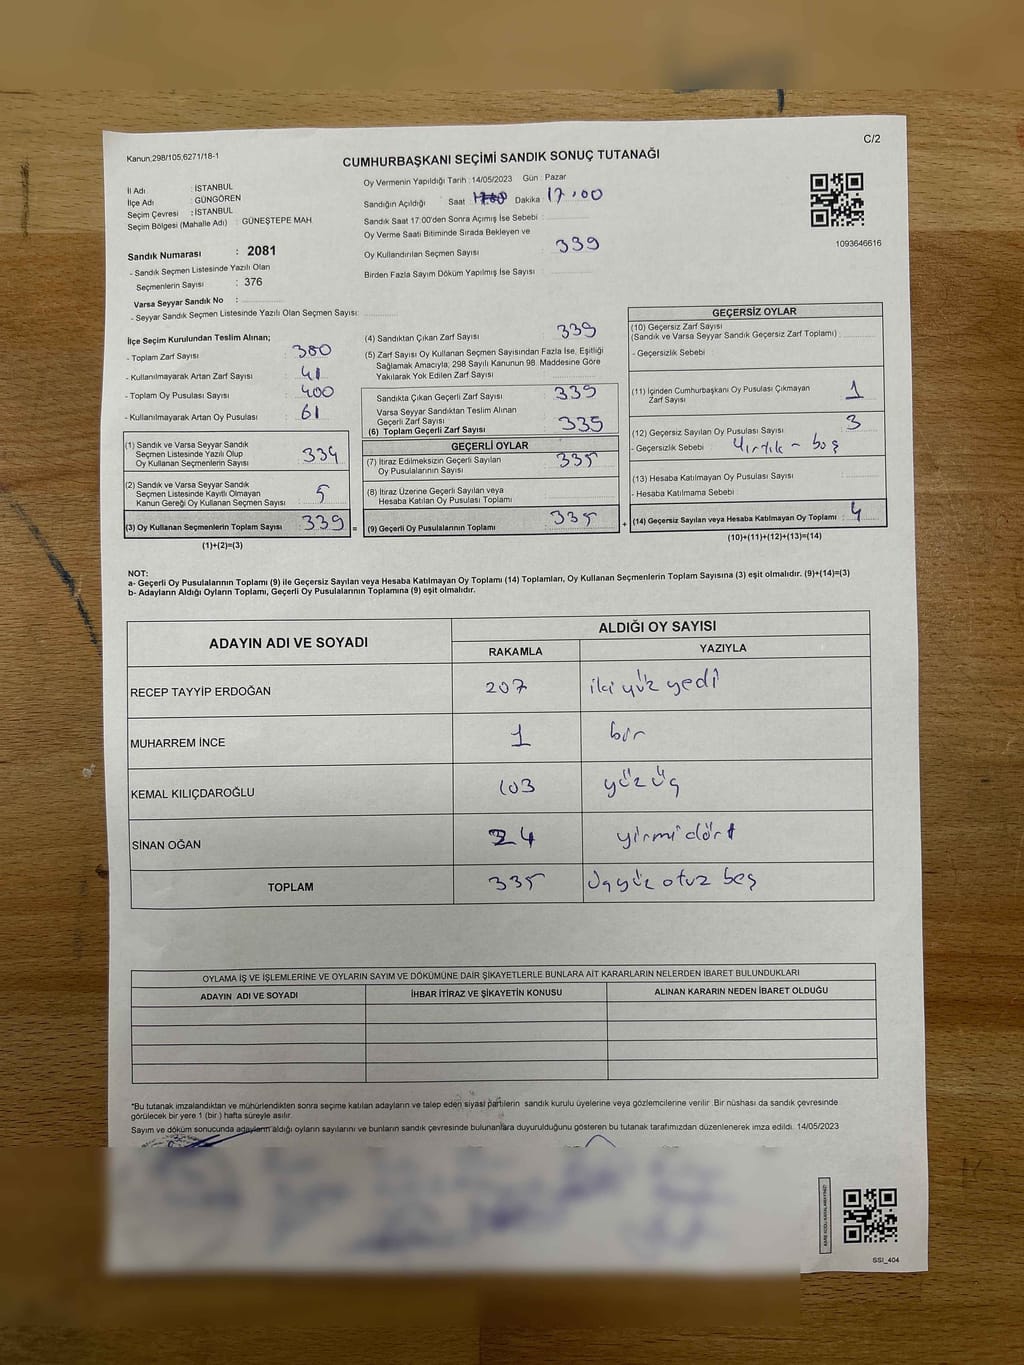 C/2
Kanun,298/105,6271/18-1
CUMHURBAŞKANI SEÇİMİ SANDIK SONUÇ TUTANAĞI
İl Adı : İSTANBUL
İlçe Adı : GÜNGÖREN
Seçim Çevresi : İSTANBUL
Seçim Bölgesi (Mahalle Adı) : GÜNEŞTEPE MAH
Oy Vermenin Yapıldığı Tarih : 14/05/2023 Gün : Pazar
Sandığın Açıldığı Saat Dakika 17.00
Sandık Saat 17.00'den Sonra Açımış İse Sebebi :
Oy Verme Saati Bitiminde Sırada Bekleyen ve
Oy Kullandırılan Seçmen Sayısı : 339
Birden Fazla Sayım Döküm Yapılmış İse Sayısı :
1093646616
Sandık Numarası : 2081
- Sandık Seçmen Listesinde Yazılı Olan
Seçmenlerin Sayısı : 376
Varsa Seyyar Sandık No :
- Seyyar Sandık Seçmen Listesinde Yazılı Olan Seçmen Sayısı:
İlçe Seçim Kurulundan Teslim Alınan;
- Toplam Zarf Sayısı : 380
- Kullanılmayarak Artan Zarf Sayısı : 41
- Toplam Oy Pusulası Sayısı : 400
- Kullanılmayarak Artan Oy Pusulası : 61
(1) Sandık ve Varsa Seyyar Sandık
Seçmen Listesinde Yazılı Olup
Oy Kullanan Seçmenlerin Sayısı : 334
(2) Sandık ve Varsa Seyyar Sandık
Seçmen Listesinde Kayıtlı Olmayan
Kanun Gereği Oy Kullanan Seçmen Sayısı : 5
(3) Oy Kullanan Seçmenlerin Toplam Sayısı : 339 =
(1)+(2)=(3)
(4) Sandıktan Çıkan Zarf Sayısı : 339
(5) Zarf Sayısı Oy Kullanan Seçmen Sayısından Fazla İse, Eşitliği
Sağlamak Amacıyla; 298 Sayılı Kanunun 98. Maddesine Göre
Yakılarak Yok Edilen Zarf Sayısı :
Sandıkta Çıkan Geçerli Zarf Sayısı : 339
Varsa Seyyar Sandıktan Teslim Alınan
Geçerli Zarf Sayısı :
(6) Toplam Geçerli Zarf Sayısı : 339
GEÇERLİ OYLAR
(7) İtiraz Edilmeksizin Geçerli Sayılan
Oy Pusulalarının Sayısı : 335
(8) İtiraz Üzerine Geçerli Sayılan veya
Hesaba Katılan Oy Pusulası Toplamı :
(9) Geçerli Oy Pusulalarının Toplamı : 335 +
GEÇERSİZ OYLAR
(10) Geçersiz Zarf Sayısı
(Sandık ve Varsa Seyyar Sandık Geçersiz Zarf Toplamı) :
- Geçersizlik Sebebi
(11) İçinden Cumhurbaşkanı Oy Pusulası Çıkmayan
Zarf Sayısı : 1
(12) Geçersiz Sayılan Oy Pusulası Sayısı : 3
- Geçersizlik Sebebi : Yırtık - boş
(13) Hesaba Katılmayan Oy Pusulası Sayısı :
- Hesaba Katılmama Sebebi
(14) Geçersiz Sayılan veya Hesaba Katılmayan Oy Toplamı : 4
(10)+(11)+(12)+(13)=(14)
NOT:
a- Geçerli Oy Pusulalarının Toplamı (9) ile Geçersiz Sayılan veya Hesaba Katılmayan Oy Toplamı (14) Toplamları, Oy Kullanan Seçmenlerin Toplam Sayısına (3) eşit olmalıdır. (9)+(14)=(3)
b- Adayların Aldığı Oyların Toplamı, Geçerli Oy Pusulalarının Toplamına (9) eşit olmalıdır.
ADAYIN ADI VE SOYADI
ALDIĞI OY SAYISI
RAKAMLA YAZIYLA
RECEP TAYYİP ERDOĞAN 207 iki yüz yedi
MUHARREM İNCE 1 bir
KEMAL KILIÇDAROĞLU 103 yüz üç
SİNAN OĞAN 24 yirmi dört
TOPLAM 335 üçyüz otuz beş
OYLAMA İŞ VE İŞLEMLERİNE VE OYLARIN SAYIM VE DÖKÜMÜNE DAİR ŞİKAYETLERLE BUNLARA AİT KARARLARIN NELERDEN İBARET BULUNDUKLARI
ADAYIN ADI VE SOYADI İHBAR İTİRAZ VE ŞİKAYETİN KONUSU ALINAN KARARIN NEDEN İBARET OLDUĞU
*Bu tutanak imzalandıktan ve mühürlendikten sonra seçime katılan adayların ve talep eden siyasi partilerin sandık kurulu üyelerine veya gözlemcilerine verilir. Bir nüshası da sandık çevresinde
görülecek bir yere 1 (bir) hafta süreyle asılır.
Sayım ve döküm sonucunda adayların aldığı oyların sayılarını ve bunların sandık çevresinde bulunanlara duyurulduğunu gösteren bu tutanak tarafımızdan düzenlenerek imza edildi. 14/05/2023
SSI_404